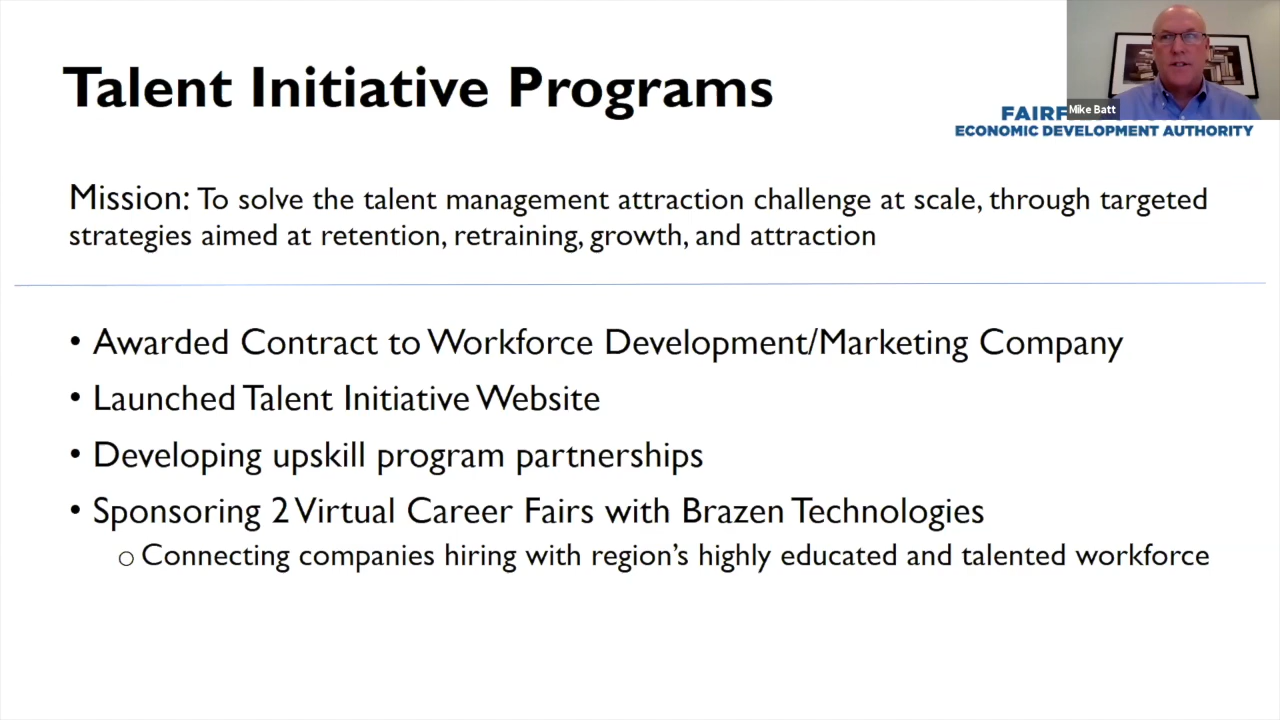 Talent Initiative Programs
Mike Batt
FAIRF
ECONOMIC DEVELOPMENT AUTHORITY
Mission: To solve the talent management attraction challenge at scale, through targeted
strategies aimed at retention, retraining, growth, and attraction
• Awarded Contract to Workforce Development/Marketing Company
• Launched Talent Initiative Website
• Developing upskill program partnerships
• Sponsoring 2 Virtual Career Fairs with Brazen Technologies
o Connecting companies hiring with region's highly educated and talented workforce